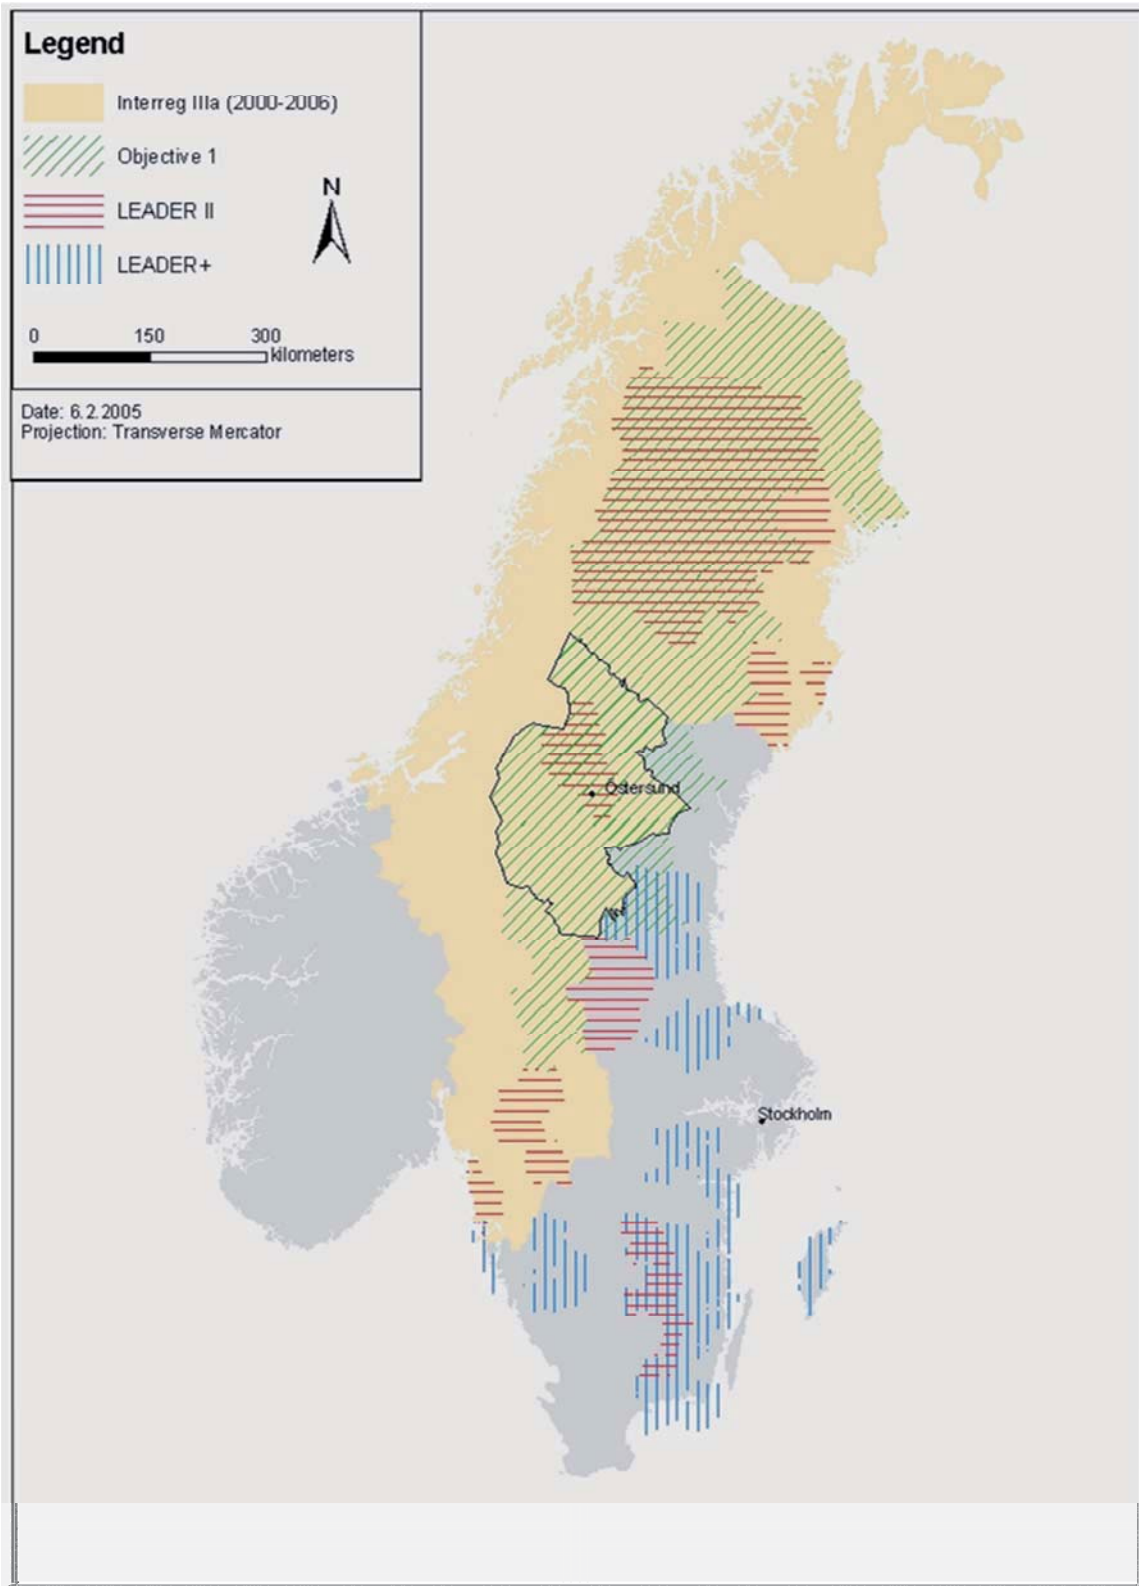 Legend
Interreg IIIa (2000-2006)
Objective 1
LEADER II
LEADER+
N
0 150 300
kilometers
Date: 6.2.2005
Projection: Transverse Mercator
Östersund
Stockholm